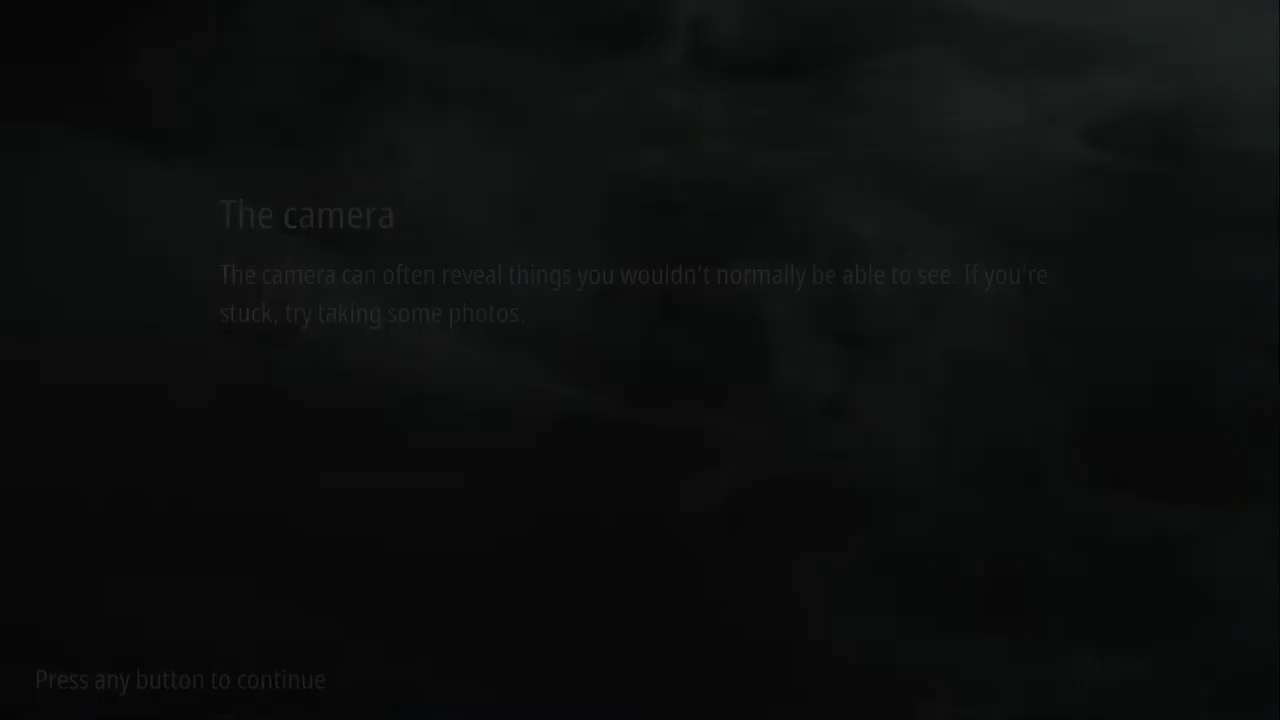 The camera
The camera can often reveal things you wouldn't normally be able to see. If you're
stuck, try taking some photos.
Press any button to continue